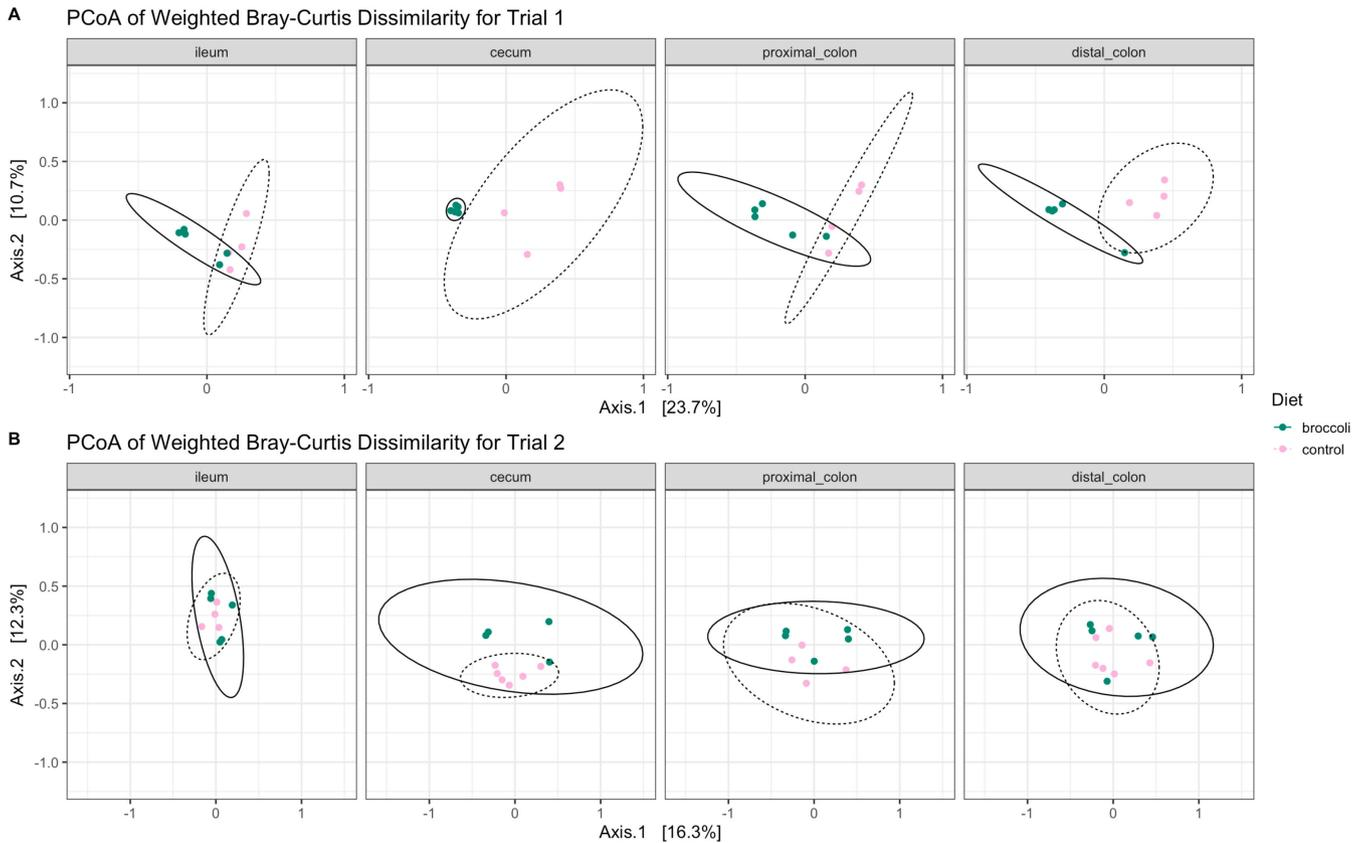 A
PCoA of Weighted Bray-Curtis Dissimilarity for Trial 1
ileum
cecum
proximal_colon
distal_colon
1.0
0.5
0.0
-0.5
-1.0
Axis.2 [10.7%]
-1 0 1
-1 0 1
-1 0 1
-1 0 1
Axis.1 [23.7%]
B
PCoA of Weighted Bray-Curtis Dissimilarity for Trial 2
ileum
cecum
proximal_colon
distal_colon
1.0
0.5
0.0
-0.5
-1.0
Axis.2 [12.3%]
-1 0 1
-1 0 1
-1 0 1
-1 0 1
Axis.1 [16.3%]
Diet
broccoli
control